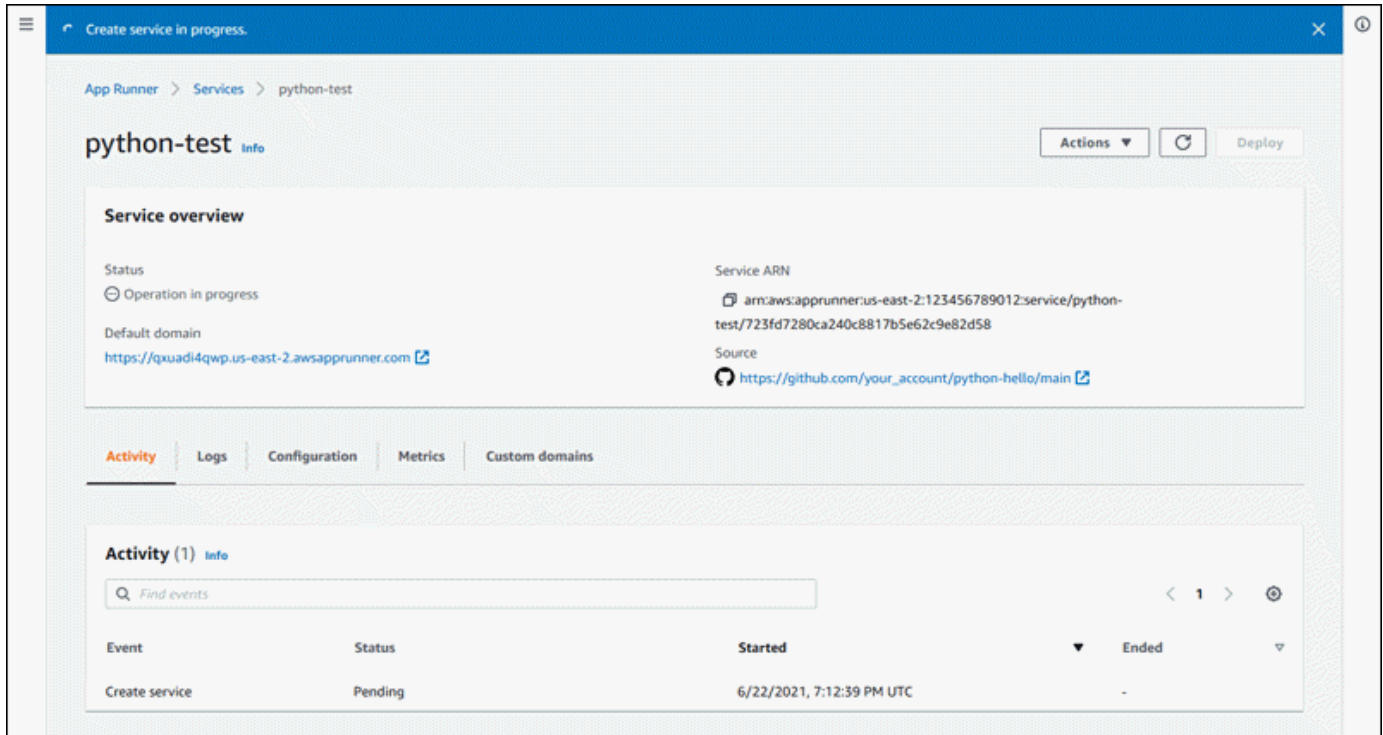 Create service in progress.
App Runner > Services > python-test
python-test Info
Actions
Deploy
Service overview
Status
Operation in progress
Default domain
https://qxuadi4qwp.us-east-2.awsapprunner.com
Service ARN
arn:aws:apprunner:us-east-2:123456789012:service/python-
test/723fd7280ca240c8817b5e62c9e82d58
Source
https://github.com/your_account/python-hello/main
Activity Logs Configuration Metrics Custom domains
Activity (1) Info
Find events
< 1 >
Event Status Started Ended
Create service Pending 6/22/2021, 7:12:39 PM UTC -